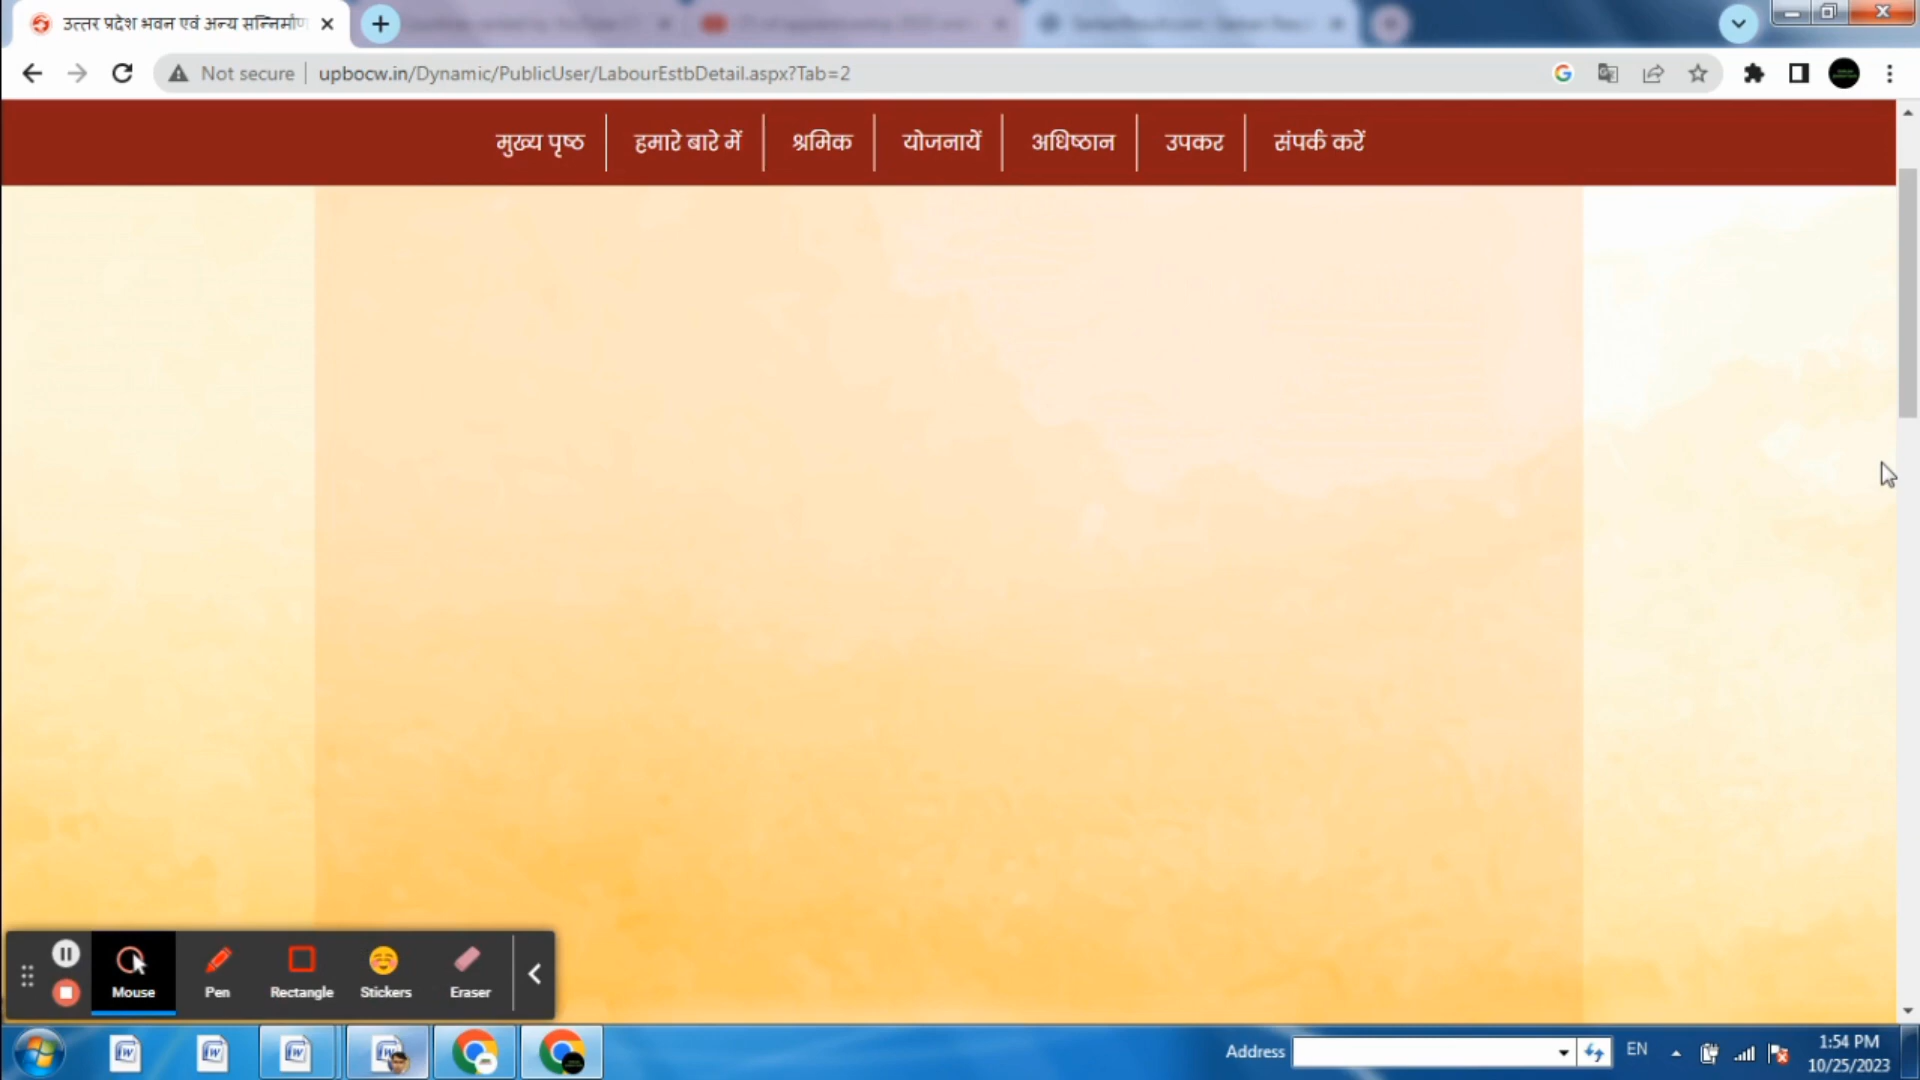 उत्तर प्रदेश भवन एवं अन्य सन्निर्माण
Not secure
upbocw.in/Dynamic/PublicUser/LabourEstbDetail.aspx?Tab=2
मुख्य पृष्ठ
हमारे बारे में
श्रमिक
योजनायें
अधिष्ठान
उपकर
संपर्क करें
Mouse
Pen
Rectangle
Stickers
Eraser
Address
EN
1:54 PM
10/25/2023